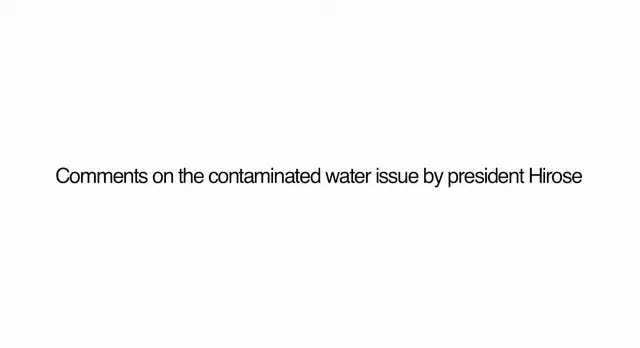 Comments on the contaminated water issue by president Hirose